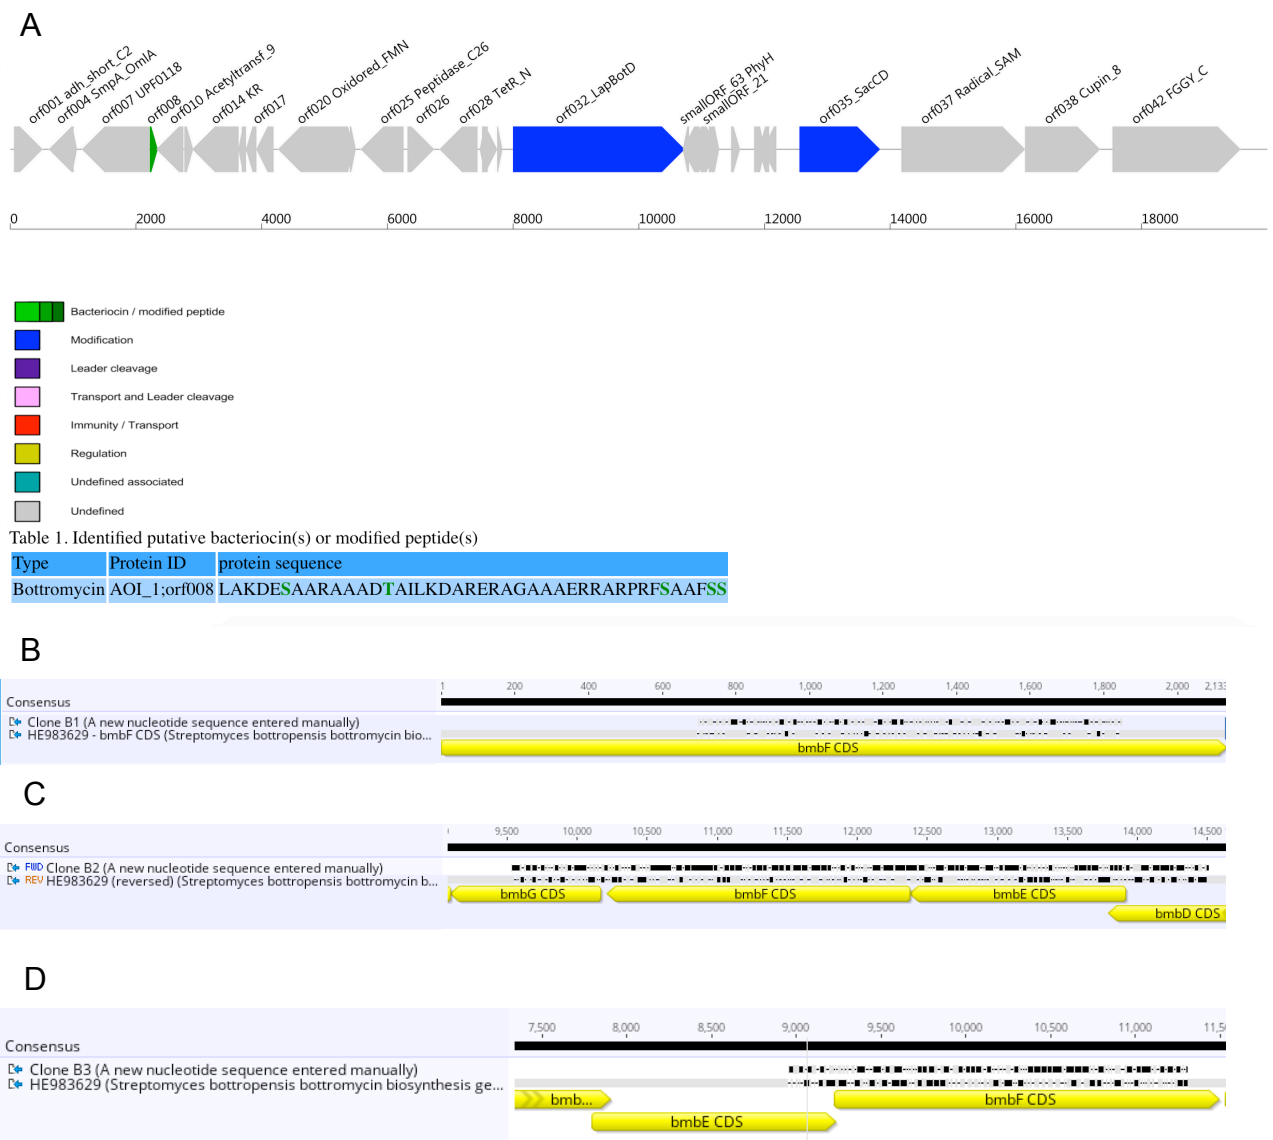 A
orf001 adh_short_C2
orf004 SmpA_OmlA
orf007 UPF0118
orf008
orf010 Acetyltransf_9
orf014 KR
orf017
orf020 Oxidored_FMN
orf025 Peptidase_C26
orf026
orf028 TetR_N
orf032_LapBotD
smallORF_63 PhyH
smallORF_21
orf035_SacCD
orf037 Radical_SAM
orf038 Cupin_8
orf042 FGGY_C
0 2000 4000 6000 8000 10000 12000 14000 16000 18000
Bacteriocin / modified peptide
Modification
Leader cleavage
Transport and Leader cleavage
Immunity / Transport
Regulation
Undefined associated
Undefined
Table 1. Identified putative bacteriocin(s) or modified peptide(s)
Type Protein ID protein sequence
Bottromycin AOI_1;orf008 LAKDESAARAAADTAILKDARERAGAAAERRARPRFSAAFSS
B
1 200 400 600 800 1,000 1,200 1,400 1,600 1,800 2,000 2,133
Consensus
Clone B1 (A new nucleotide sequence entered manually)
HE983629 - bmbF CDS (Streptomyces bottropensis bottromycin bio...
bmbF CDS
C
9,500 10,000 10,500 11,000 11,500 12,000 12,500 13,000 13,500 14,000 14,500
Consensus
FWD Clone B2 (A new nucleotide sequence entered manually)
REV HE983629 (reversed) (Streptomyces bottropensis bottromycin b...
bmbG CDS bmbF CDS bmbE CDS
bmbD CDS
D
7,500 8,000 8,500 9,000 9,500 10,000 10,500 11,000 11,5
Consensus
Clone B3 (A new nucleotide sequence entered manually)
HE983629 (Streptomyces bottropensis bottromycin biosynthesis ge...
bmb... bmbF CDS
bmbE CDS